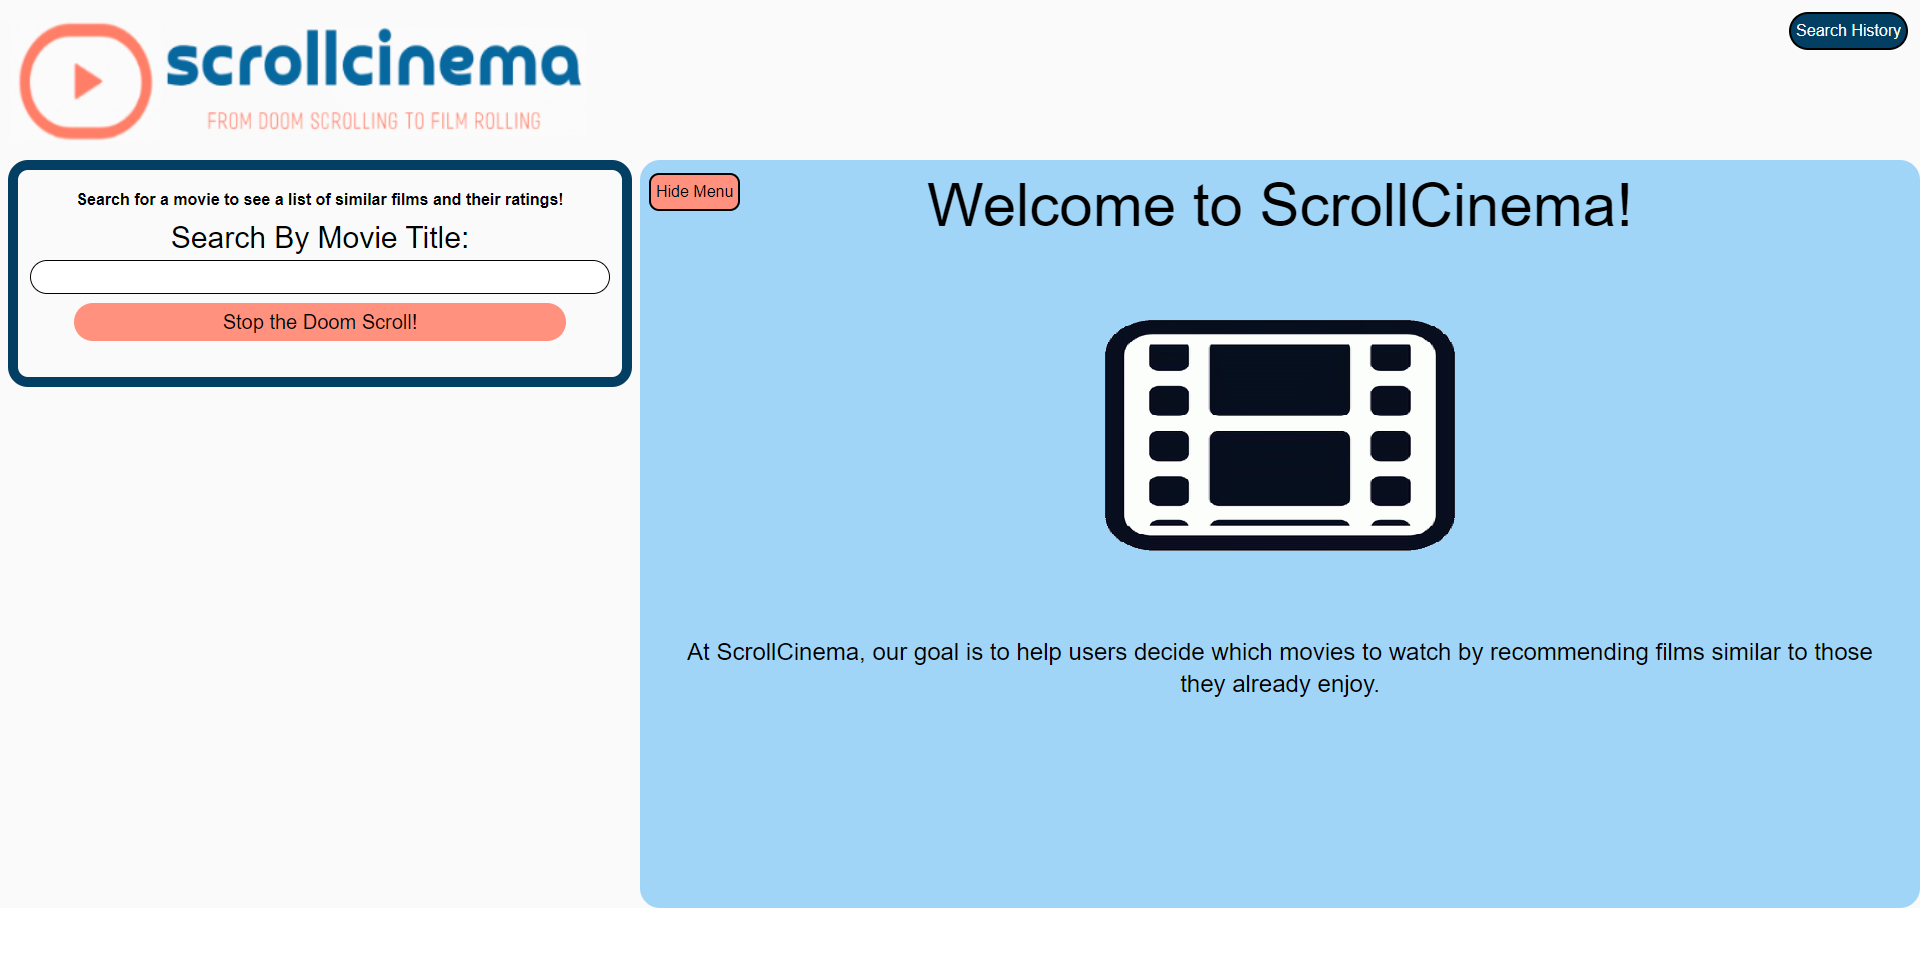 scrollcinema
FROM DOOM SCROLLING TO FILM ROLLING
Search History
Search for a movie to see a list of similar films and their ratings!
Search By Movie Title:
Stop the Doom Scroll!
Hide Menu
Welcome to ScrollCinema!
At ScrollCinema, our goal is to help users decide which movies to watch by recommending films similar to those
they already enjoy.